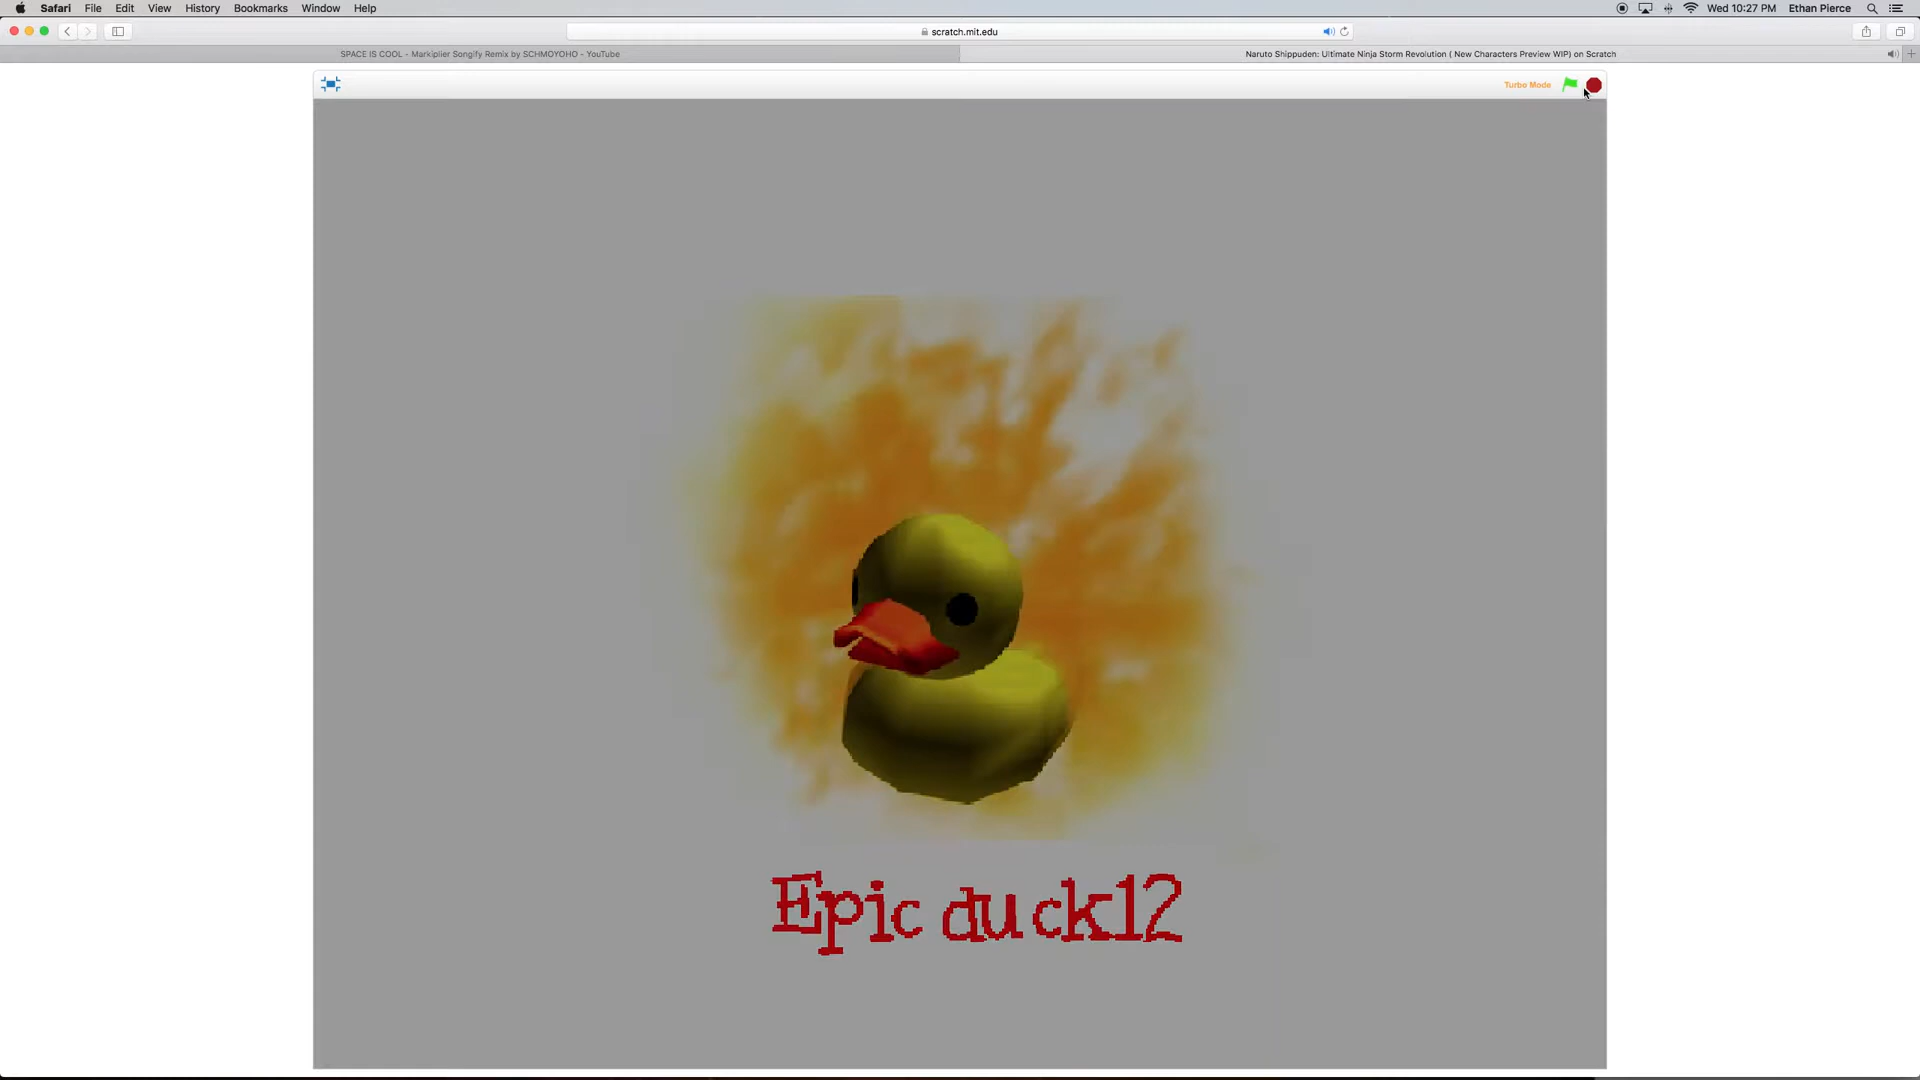 Safari File Edit View History Bookmarks Window Help Wed 10:27 PM Ethan Pierce
scratch.mit.edu
SPACE IS COOL - Markiplier Songify Remix by SCHMOYOHO - YouTube Naruto Shippuden: Ultimate Ninja Storm Revolution ( New Characters Preview WIP) on Scratch
Turbo Mode
Epic duck12